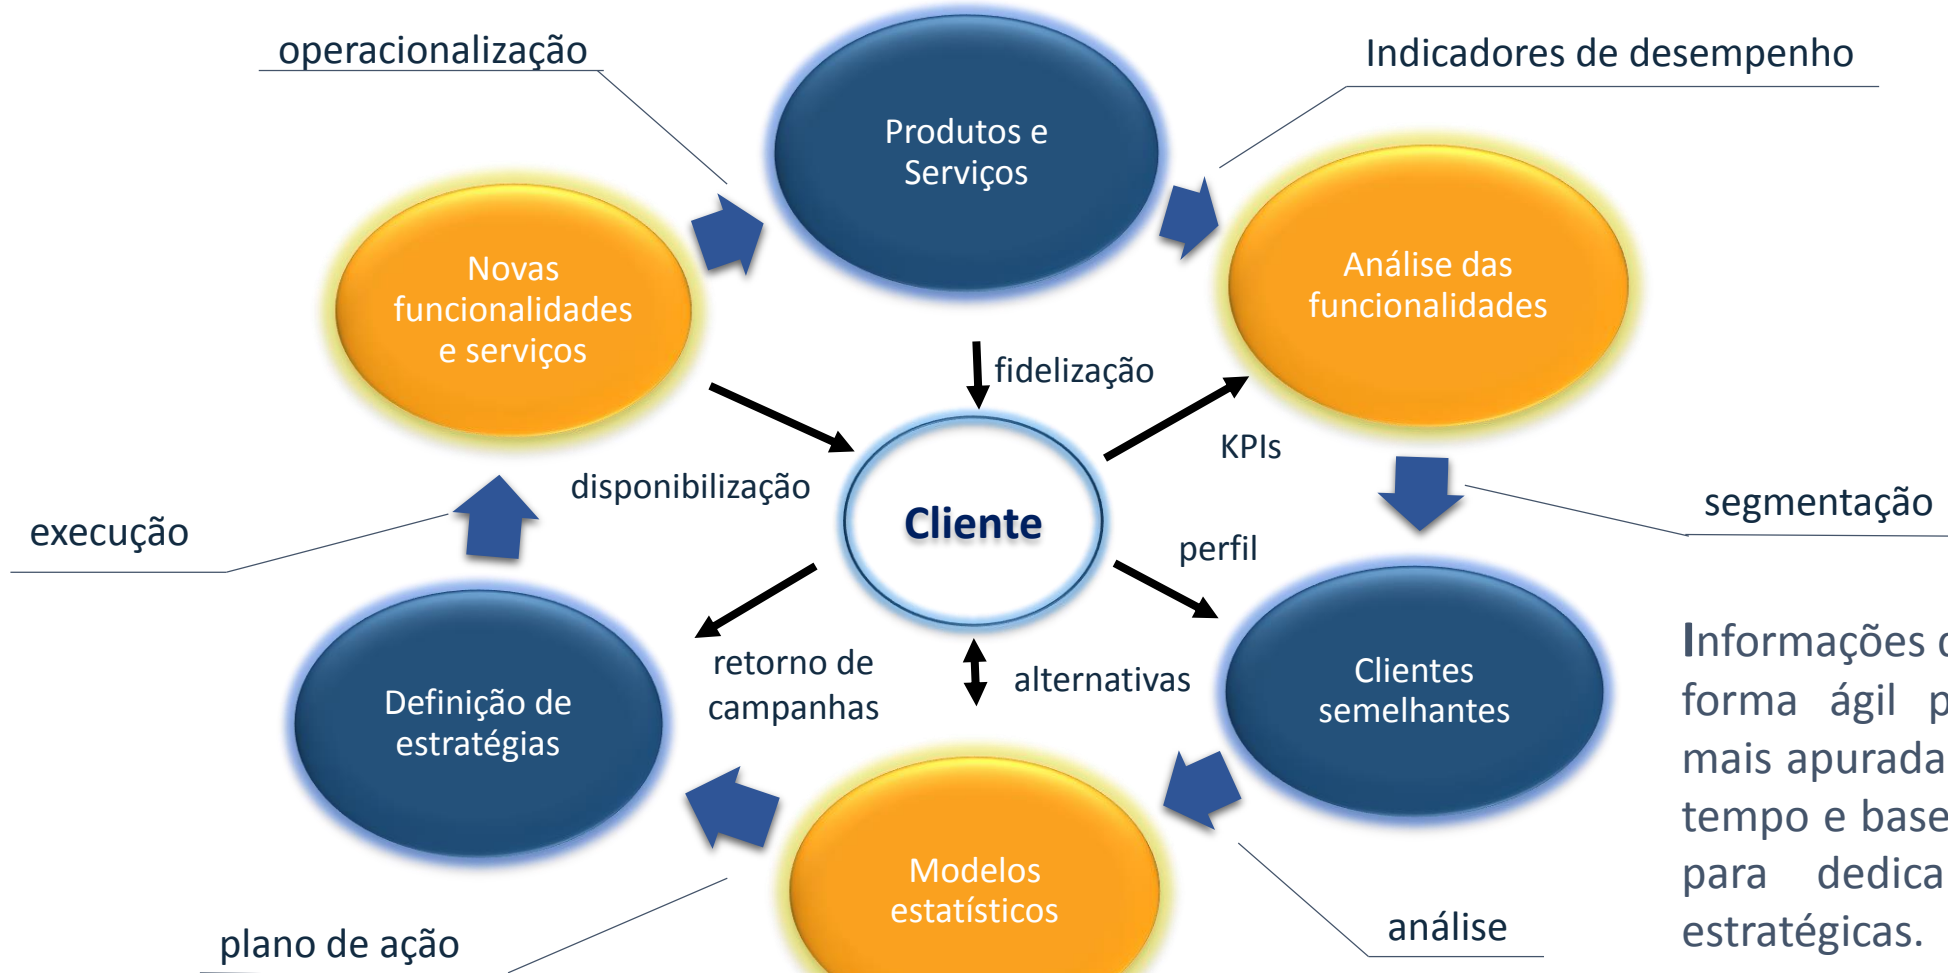 operacionalização
Indicadores de desempenho
Produtos e
Serviços
Novas
funcionalidades
e serviços
Análise das
funcionalidades
fidelização
KPIs
disponibilização
execução
Cliente
segmentação
perfil
retorno de
campanhas
alternativas
Definição de
estratégias
Clientes
semelhantes
Modelos
estatísticos
plano de ação
análise
Informações
forma ágil
mais apurada
tempo e base
para
estratégicas.